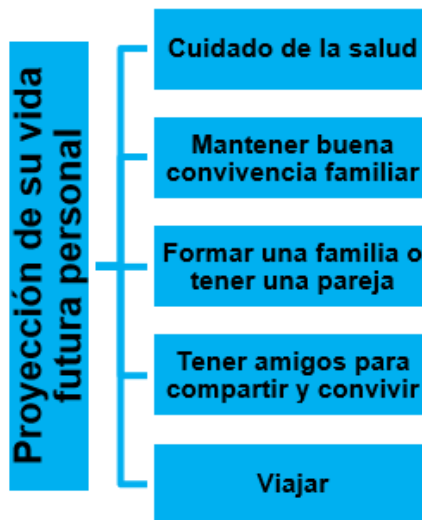 Proyección de su vida
futura personal
Cuidado de la salud
Mantener buena
convivencia familiar
Formar una familia o
tener una pareja
Tener amigos para
compartir y convivir
Viajar